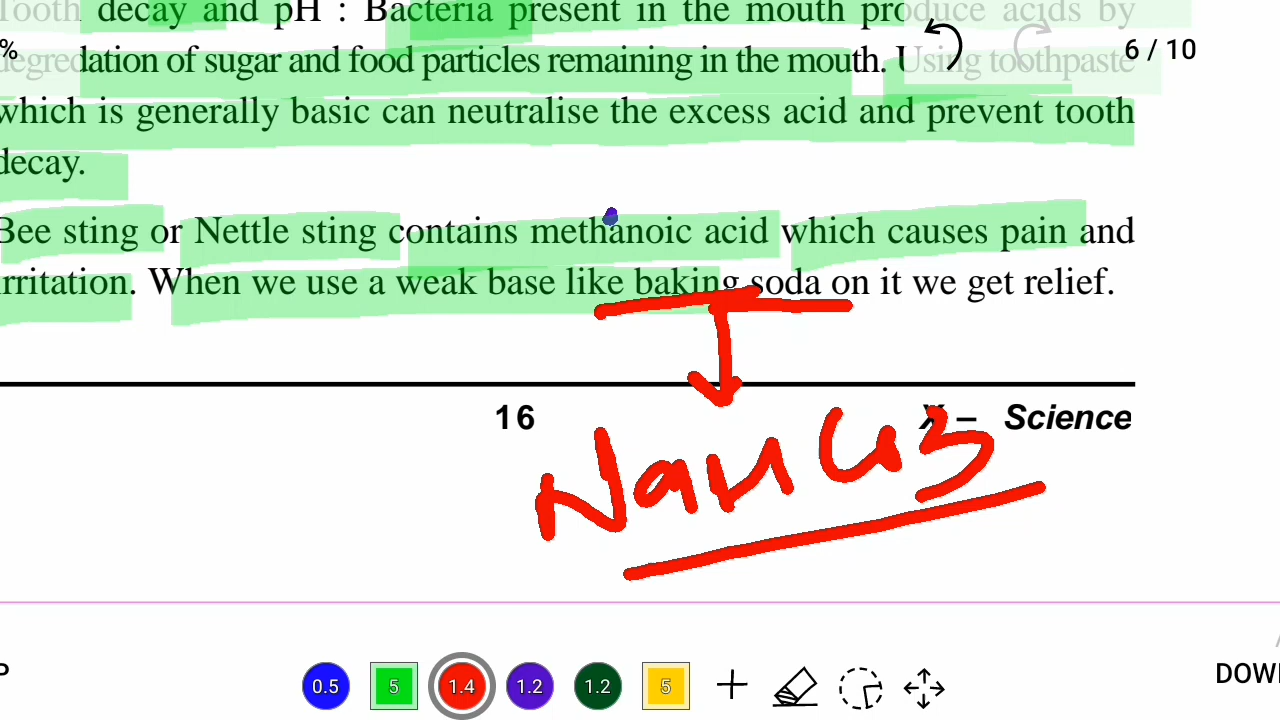 Tooth decay and pH : Bacteria present in the mouth produce acids by
degredation of sugar and food particles remaining in the mouth. Using toothpaste
which is generally basic can neutralise the excess acid and prevent tooth
decay.
Bee sting or Nettle sting contains methanoic acid which causes pain and
irritation. When we use a weak base like baking soda on it we get relief.
16 X – Science
NaHCO3
%
6 / 10
P
0.5 5 1.4 1.2 1.2 5
DOW